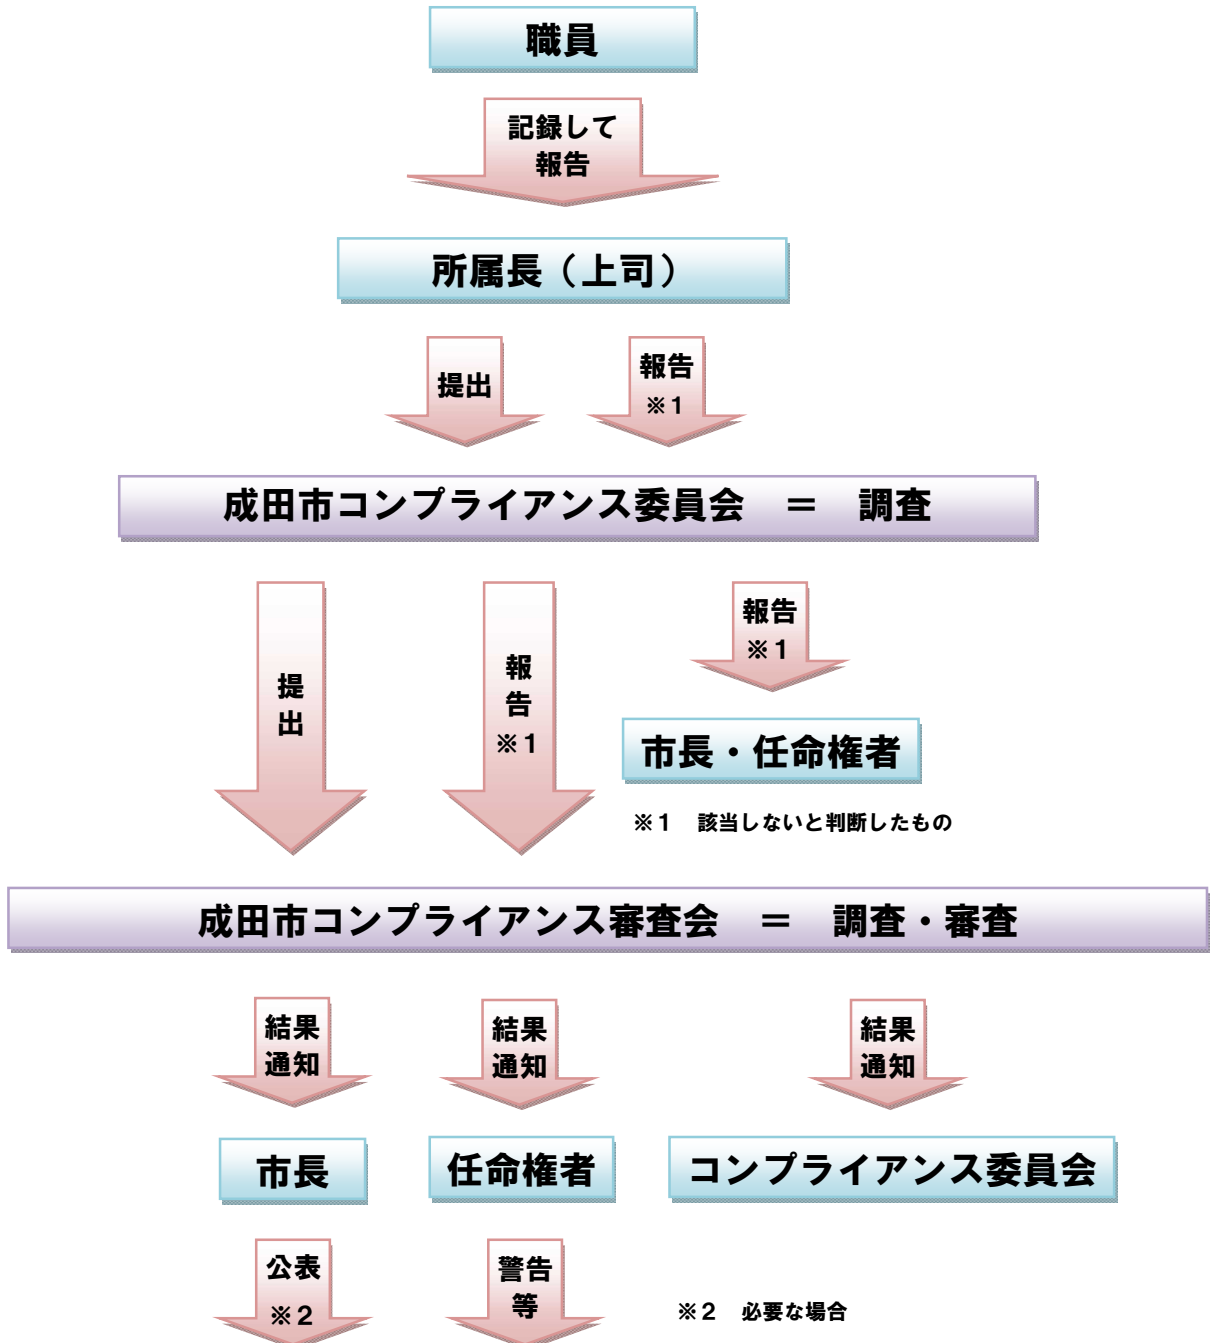 職員
記録して
報告
所属長（上司）
提出
報告
※１
成田市コンプライアンス委員会　＝　調査
提
出
報
告
※１
報告
※１
市長・任命権者
※１　該当しないと判断したもの
成田市コンプライアンス審査会　＝　調査・審査
結果
通知
結果
通知
結果
通知
市長
任命権者
コンプライアンス委員会
公表
※２
警告
等
※２　必要な場合